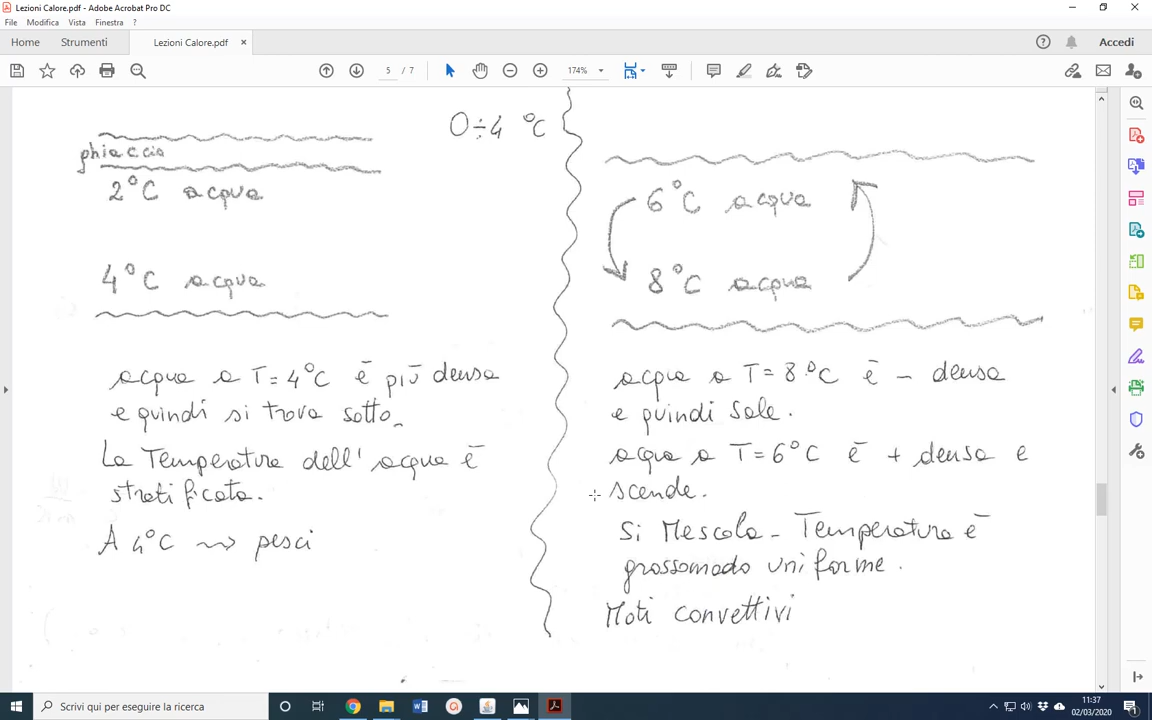 Lezioni Calore.pdf - Adobe Acrobat Pro DC
File Modifica Vista Finestra ?
Home Strumenti Lezioni Calore.pdf × Accedi
5 / 7 174%
0÷4 °C
ghiaccio
2°C acqua
4°C acqua
acqua a T=4°C è più densa
e quindi si trova sotto.
La Temperatura dell'acqua è
stratificata.
A 4°C ⇝ pesci
6°C acqua
8°C acqua
acqua a T=8°C è - densa
e quindi sale.
acqua a T=6°C è + densa e
scende.
Si Mescola - Temperatura è
grossomodo uniforme.
Moti convettivi
Scrivi qui per eseguire la ricerca
11:37
02/03/2020